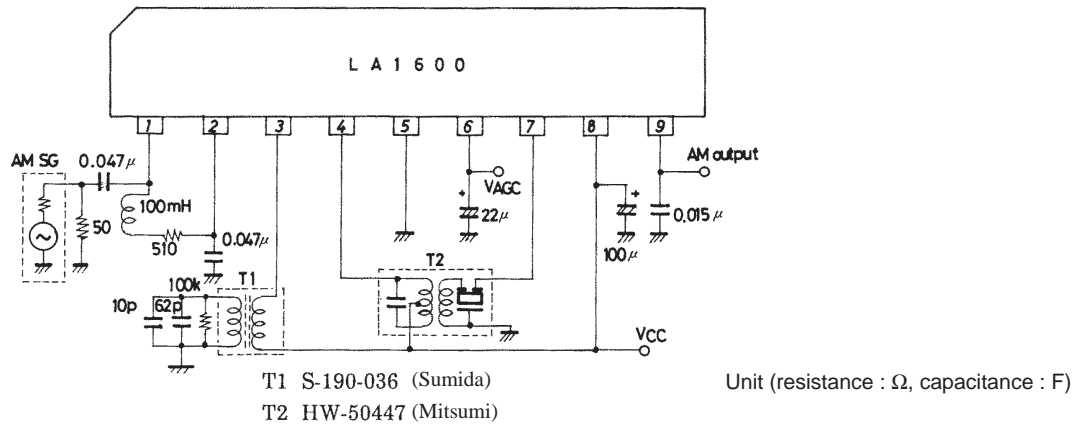 LA1600
1 2 3 4 5 6 7 8 9
AM SG
0.047μ
AM output
VAGC
100mH
50
510
0.047μ
22μ
100μ
0.015μ
T1
T2
100k
10p
62p
VCC
T1 S-190-036 (Sumida)
T2 HW-50447 (Mitsumi)
Unit (resistance : Ω, capacitance : F)
+
+